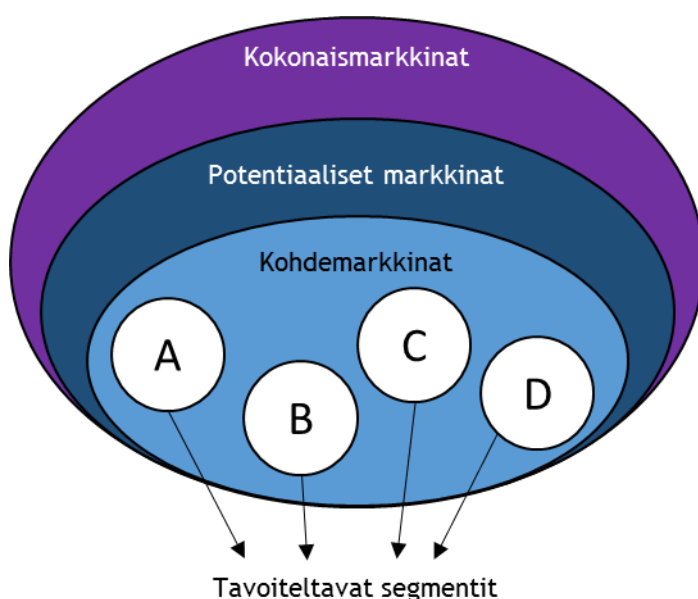 Kokonaismarkkinat
Potentiaaliset markkinat
Kohdemarkkinat
A
B
C
D
Tavoiteltavat segmentit